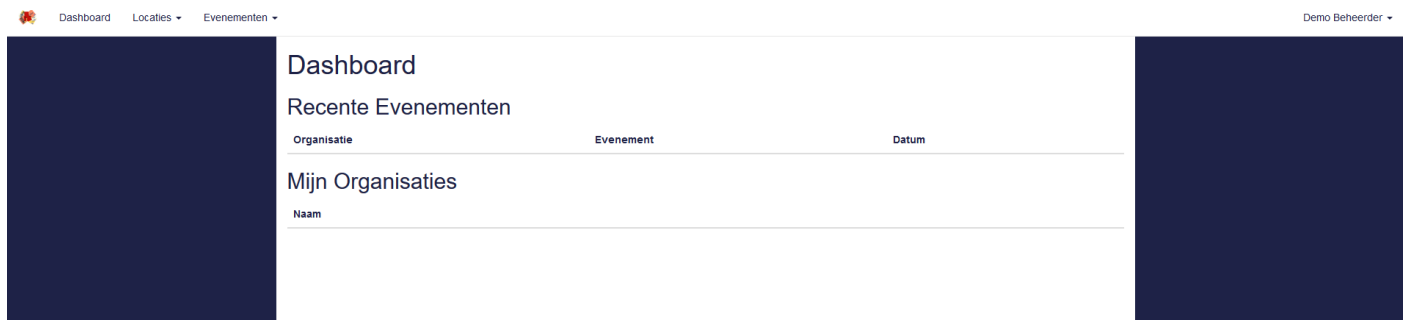 Dashboard Locaties Evenementen Demo Beheerder
Dashboard
Recente Evenementen
Organisatie Evenement Datum
Mijn Organisaties
Naam